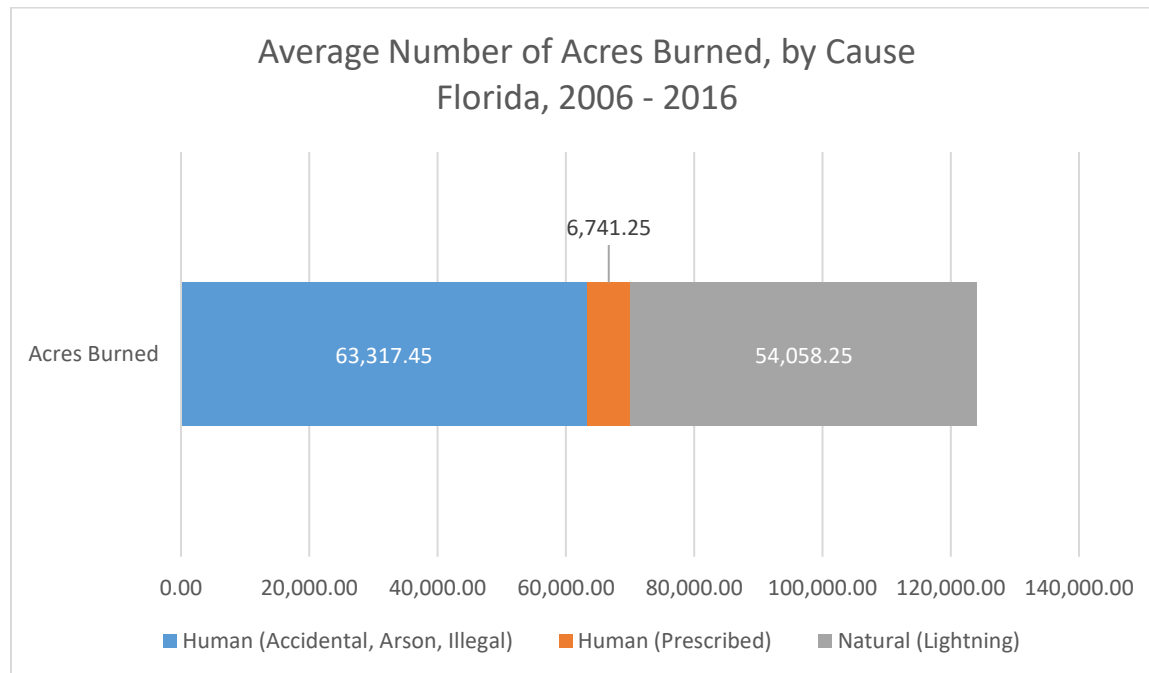 Average Number of Acres Burned, by Cause
Florida, 2006 - 2016
6,741.25
Acres Burned
63,317.45
54,058.25
0.00
20,000.00
40,000.00
60,000.00
80,000.00
100,000.00
120,000.00
140,000.00
Human (Accidental, Arson, Illegal)
Human (Prescribed)
Natural (Lightning)